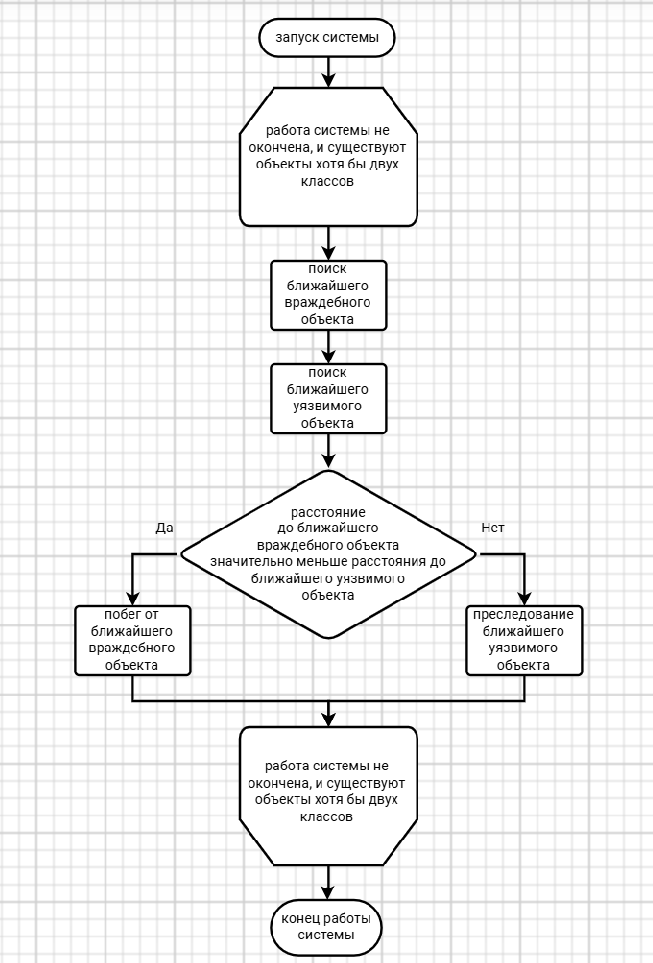 запуск системы
работа системы не
окончена, и существуют
объекты хотя бы двух
классов
поиск
ближайшего
враждебного
объекта
поиск
ближайшего
уязвимого
объекта
расстояние
до ближайшего
враждебного объекта
значительно меньше расстояния до
ближайшего уязвимого
объекта
Да
Нет
побег от
ближайшего
враждебного
объекта
преследование
ближайшего
уязвимого
объекта
работа системы не
окончена, и существуют
объекты хотя бы двух
классов
конец работы
системы